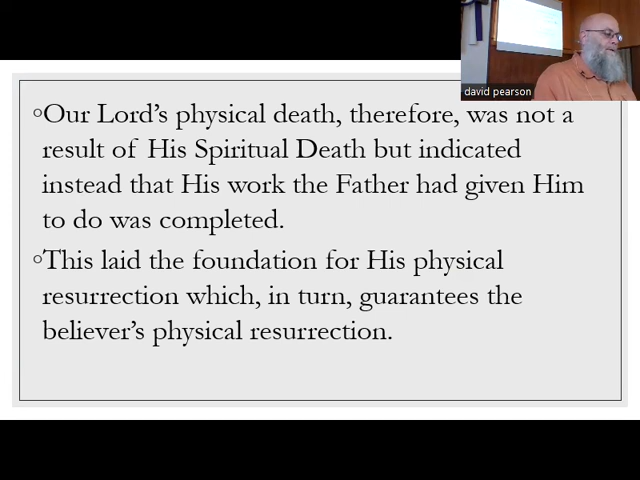 david pearson
◦Our Lord’s physical death, therefore, was not a
result of His Spiritual Death but indicated
instead that His work the Father had given Him
to do was completed.
◦This laid the foundation for His physical
resurrection which, in turn, guarantees the
believer’s physical resurrection.